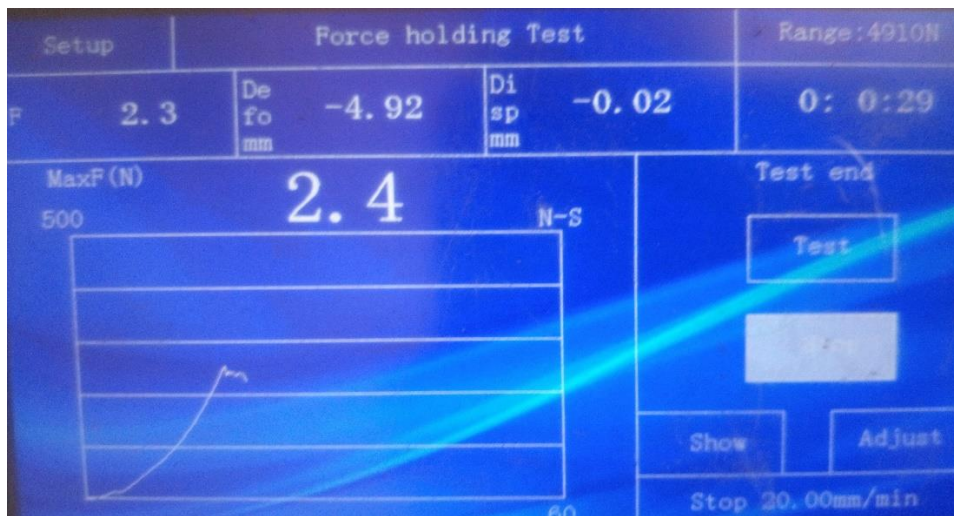 Setup
Force holding Test
Range:4910N
F 2.3
De
fo
mm
-4.92
Di
sp
mm
-0.02
0: 0:29
MaxF(N) 2.4
500
N-S
Test end
Test
Stop
Show
Adjust
60
Stop 20.00mm/min